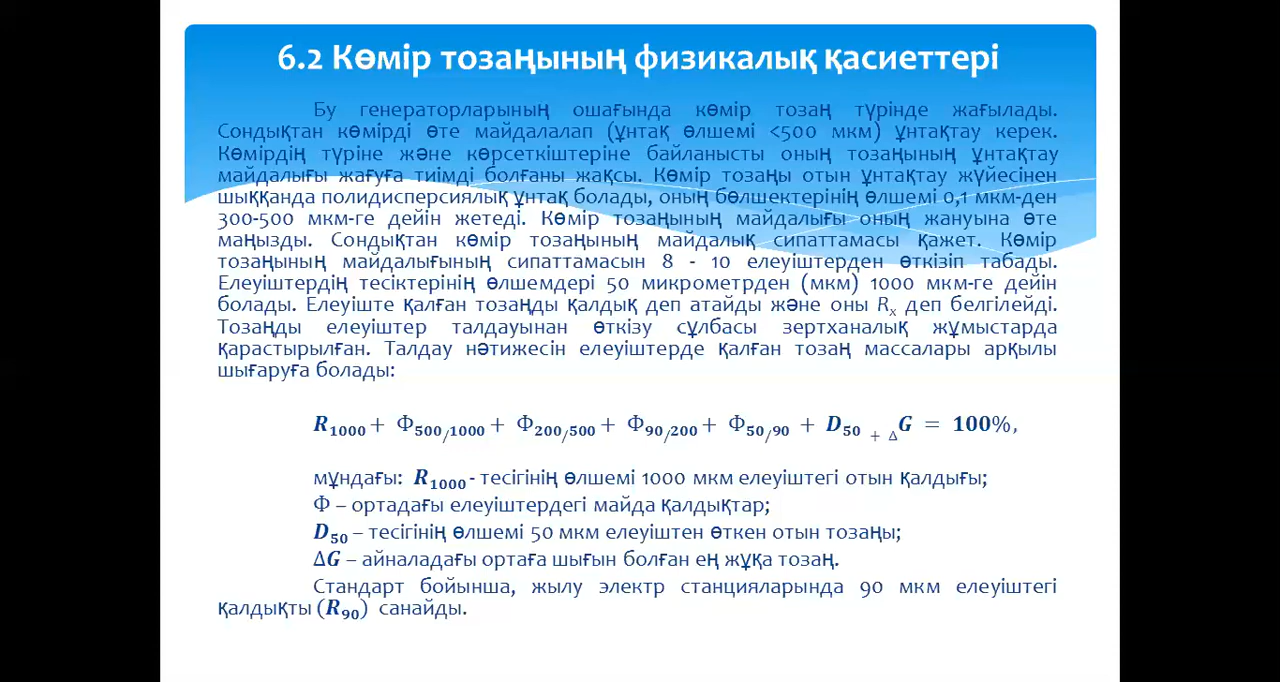 6.2 Көмір тозаңының физикалық қасиеттері
Бу генераторларының ошағында көмір тозаң түрінде жағылады.
Сондықтан көмірді өте майдалалап (ұнтақ өлшемі <500 мкм) ұнтақтау керек.
Көмірдің түріне және көрсеткіштеріне байланысты оның тозаңының ұнтақтау
майдалығы жағуға тиімді болғаны жақсы. Көмір тозаңы отын ұнтақтау жүйесінен
шыққанда полидисперсиялық ұнтақ болады, оның бөлшектерінің өлшемі 0,1 мкм-ден
300-500 мкм-ге дейін жетеді. Көмір тозаңының майдалығы оның жануына өте
маңызды. Сондықтан көмір тозаңының майдалық сипаттамасы қажет. Көмір
тозаңының майдалығының сипаттамасын 8 - 10 елеуіштерден өткізіп табады.
Елеуіштердің тесіктерінің өлшемдері 50 микрометрден (мкм) 1000 мкм-ге дейін
болады. Елеуіште қалған тозаңды қалдық деп атайды және оны Rₓ деп белгілейді.
Тозаңды елеуіштер талдауынан өткізу сұлбасы зертханалық жұмыстарда
қарастырылған. Талдау нәтижесін елеуіштерде қалған тозаң массалары арқылы
шығаруға болады:
R₁₀₀₀ + Ф₅₀₀/₁₀₀₀ + Ф₂₀₀/₅₀₀ + Ф₉₀/₂₀₀ + Ф₅₀/₉₀ + D₅₀ + ΔG = 100%,
мұндағы: R₁₀₀₀ - тесігінің өлшемі 1000 мкм елеуіштегі отын қалдығы;
Ф – ортадағы елеуіштердегі майда қалдықтар;
D₅₀ – тесігінің өлшемі 50 мкм елеуіштен өткен отын тозаңы;
ΔG – айналадағы ортаға шығын болған ең жұқа тозаң.
Стандарт бойынша, жылу электр станцияларында 90 мкм елеуіштегі
қалдықты (R₉₀) санайды.